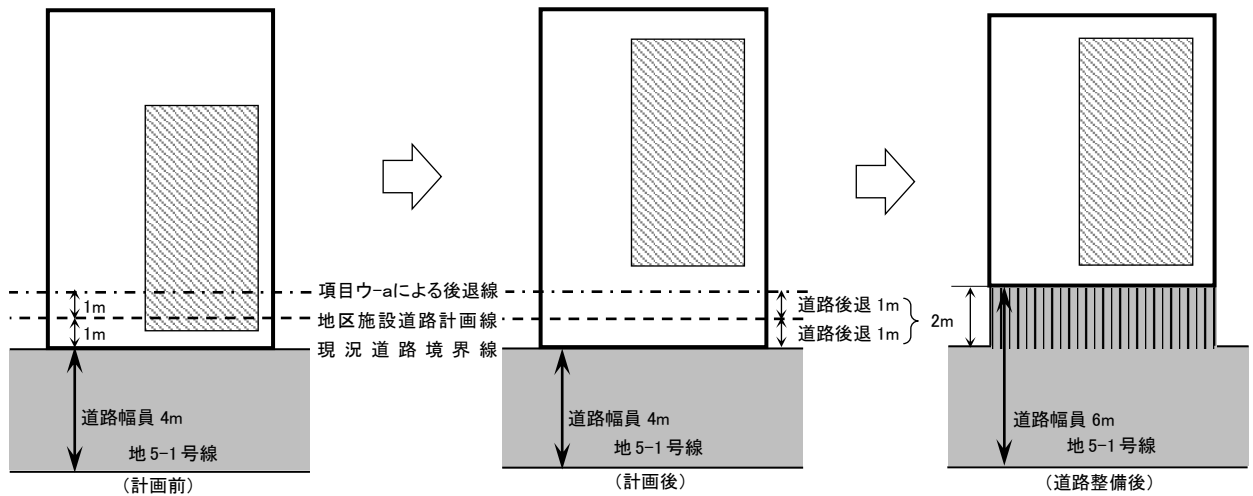 1m
1m
項目ウ-aによる後退線
地区施設道路計画線
現況道路境界線
道路後退 1m
道路後退 1m
2m
道路幅員 4m
地 5-1 号線
(計画前)
道路幅員 4m
地 5-1 号線
(計画後)
道路幅員 6m
地 5-1 号線
(道路整備後)